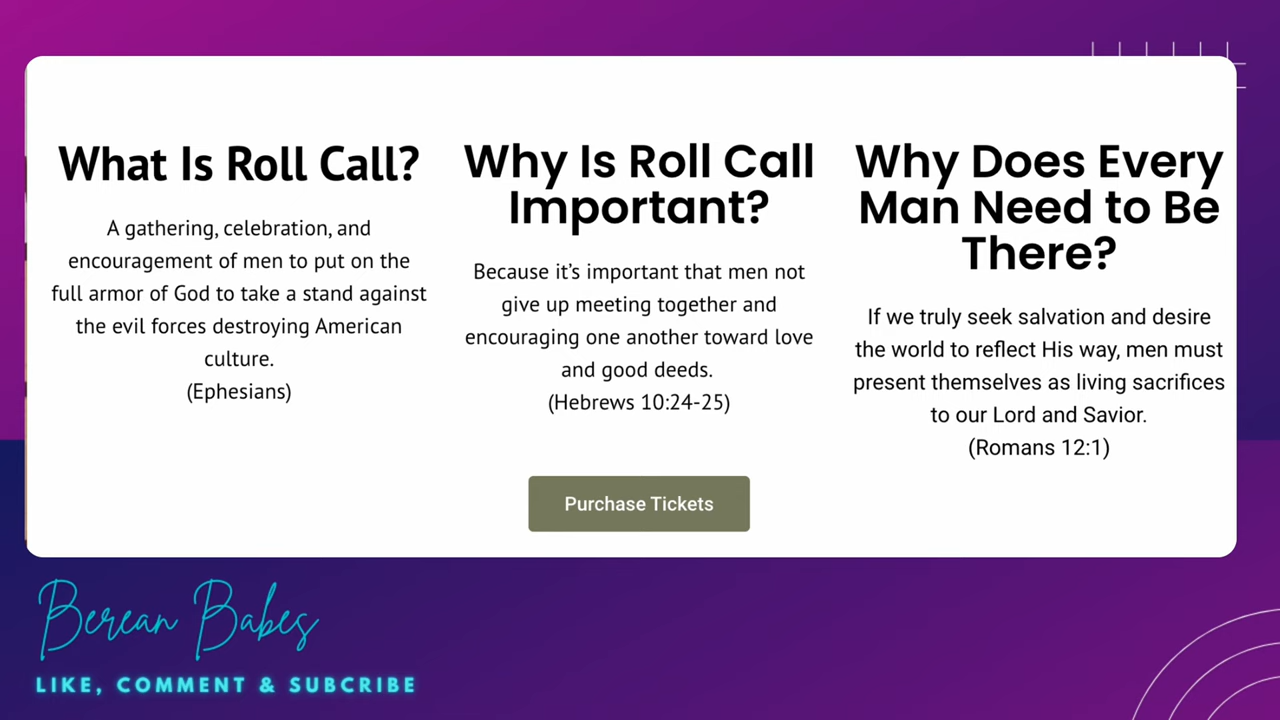 What Is Roll Call?
A gathering, celebration, and
encouragement of men to put on the
full armor of God to take a stand against
the evil forces destroying American
culture.
(Ephesians)
Why Is Roll Call
Important?
Because it’s important that men not
give up meeting together and
encouraging one another toward love
and good deeds.
(Hebrews 10:24-25)
Why Does Every
Man Need to Be
There?
If we truly seek salvation and desire
the world to reflect His way, men must
present themselves as living sacrifices
to our Lord and Savior.
(Romans 12:1)
Purchase Tickets
Berean Babes
LIKE, COMMENT & SUBCRIBE